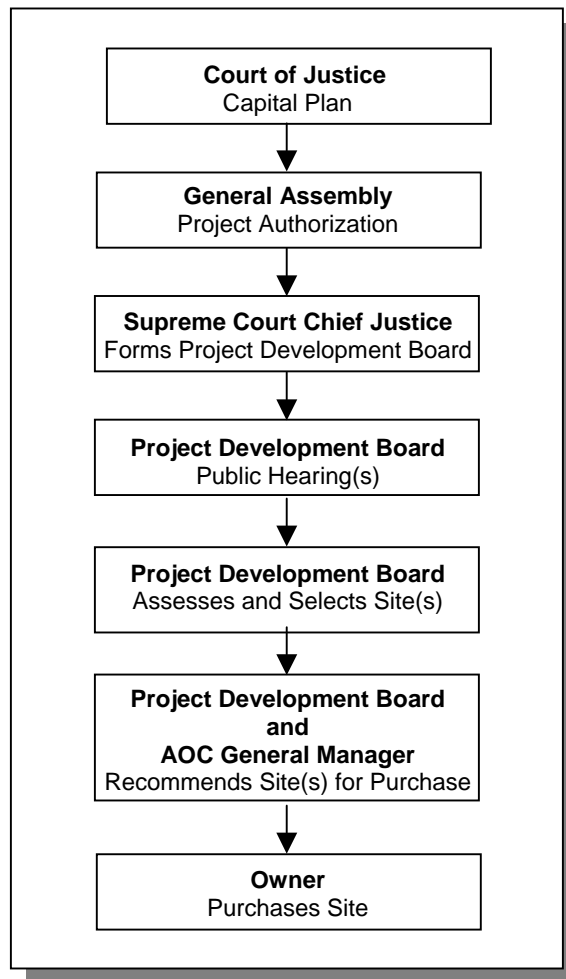 Court of Justice
Capital Plan
General Assembly
Project Authorization
Supreme Court Chief Justice
Forms Project Development Board
Project Development Board
Public Hearing(s)
Project Development Board
Assesses and Selects Site(s)
Project Development Board
and
AOC General Manager
Recommends Site(s) for Purchase
Owner
Purchases Site